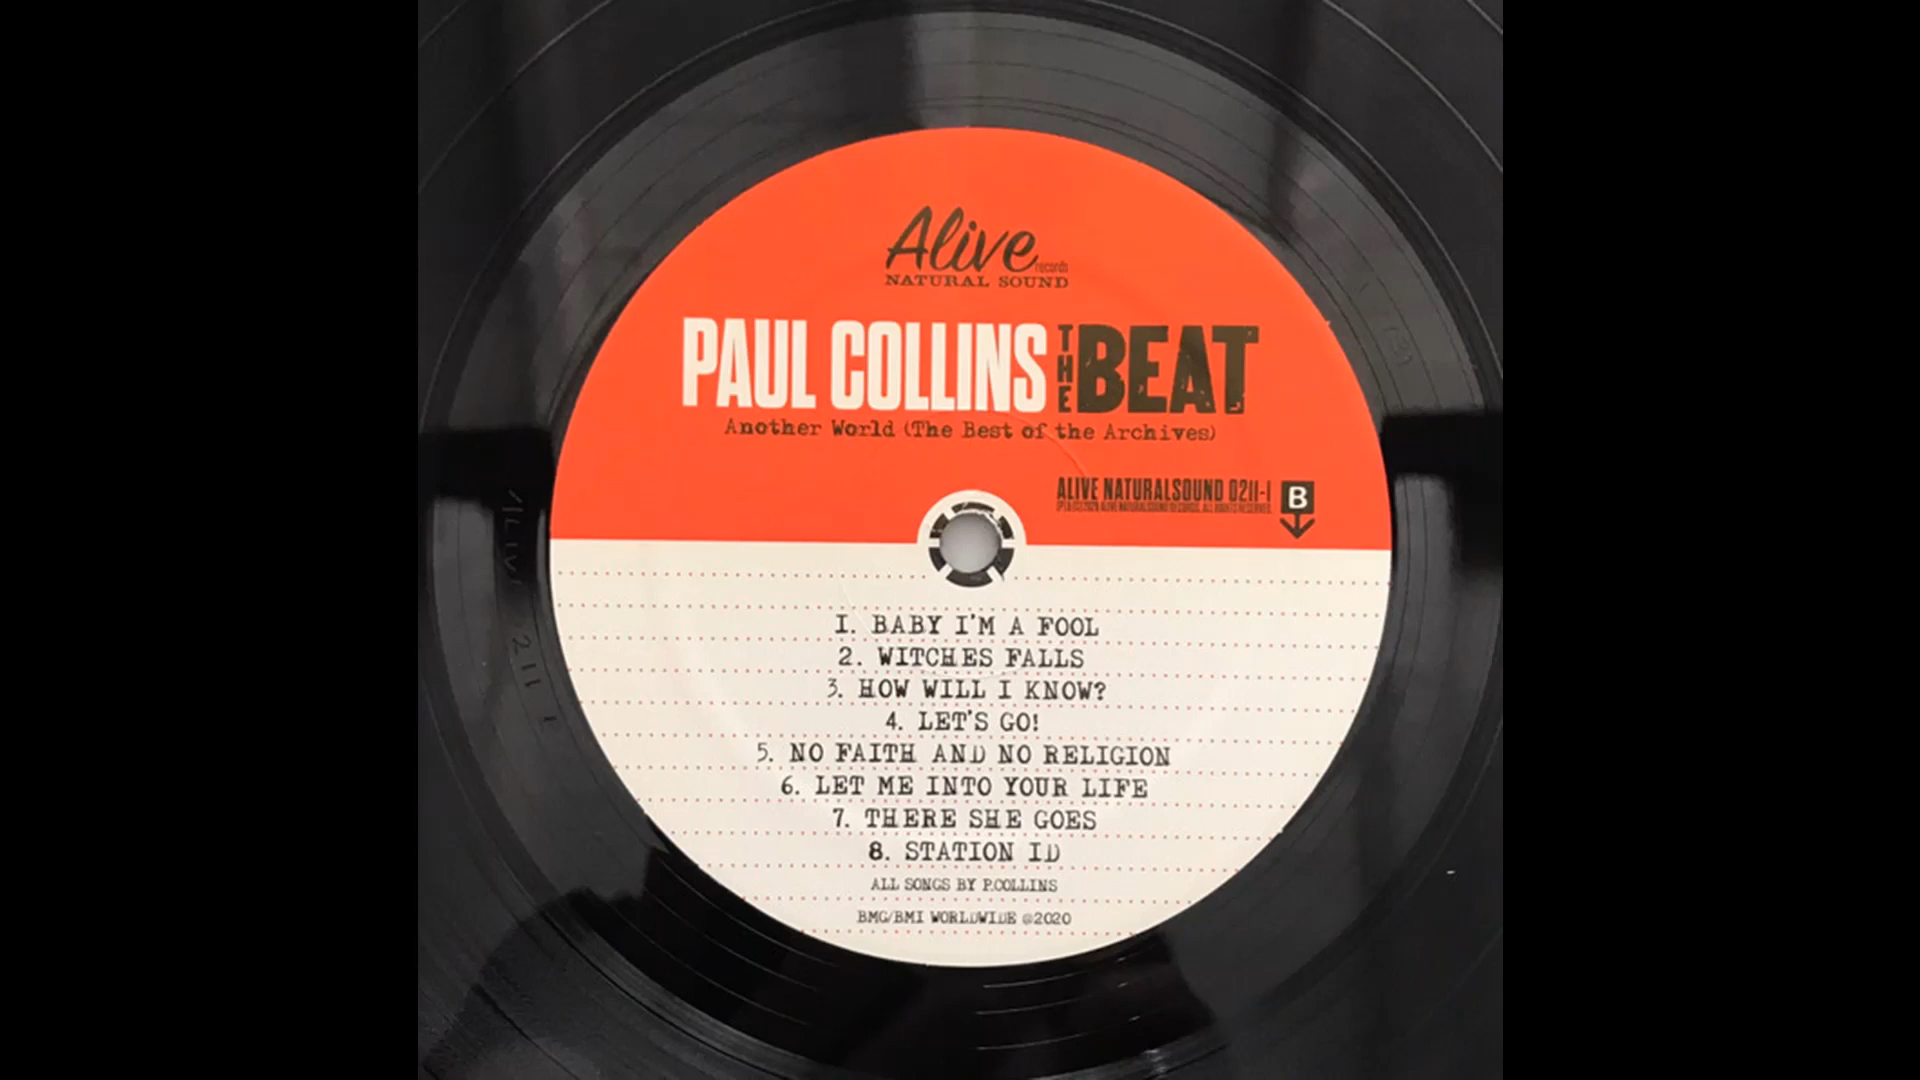 Alive records
NATURAL SOUND
PAUL COLLINS THE BEAT
Another World (The Best of the Archives)
ALIVE NATURALSOUND 0211-1
B
1. BABY I'M A FOOL
2. WITCHES FALLS
3. HOW WILL I KNOW?
4. LET'S GO!
5. NO FAITH AND NO RELIGION
6. LET ME INTO YOUR LIFE
7. THERE SHE GOES
8. STATION ID
ALL SONGS BY P.COLLINS
BMG/BMI WORLDWIDE ©2020